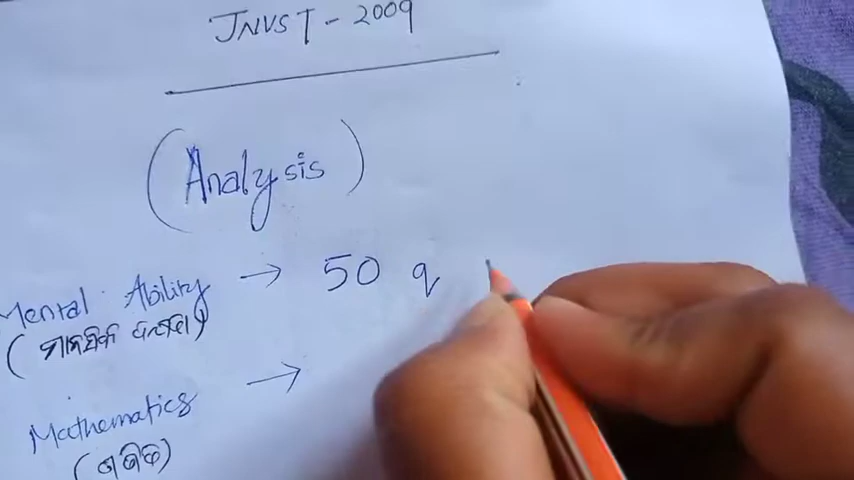 JNVST - 2009
(Analysis)
Mental Ability → 50 q
(ମାନସିକ ଦକ୍ଷତା)
Mathematics →
(ଗଣିତ)